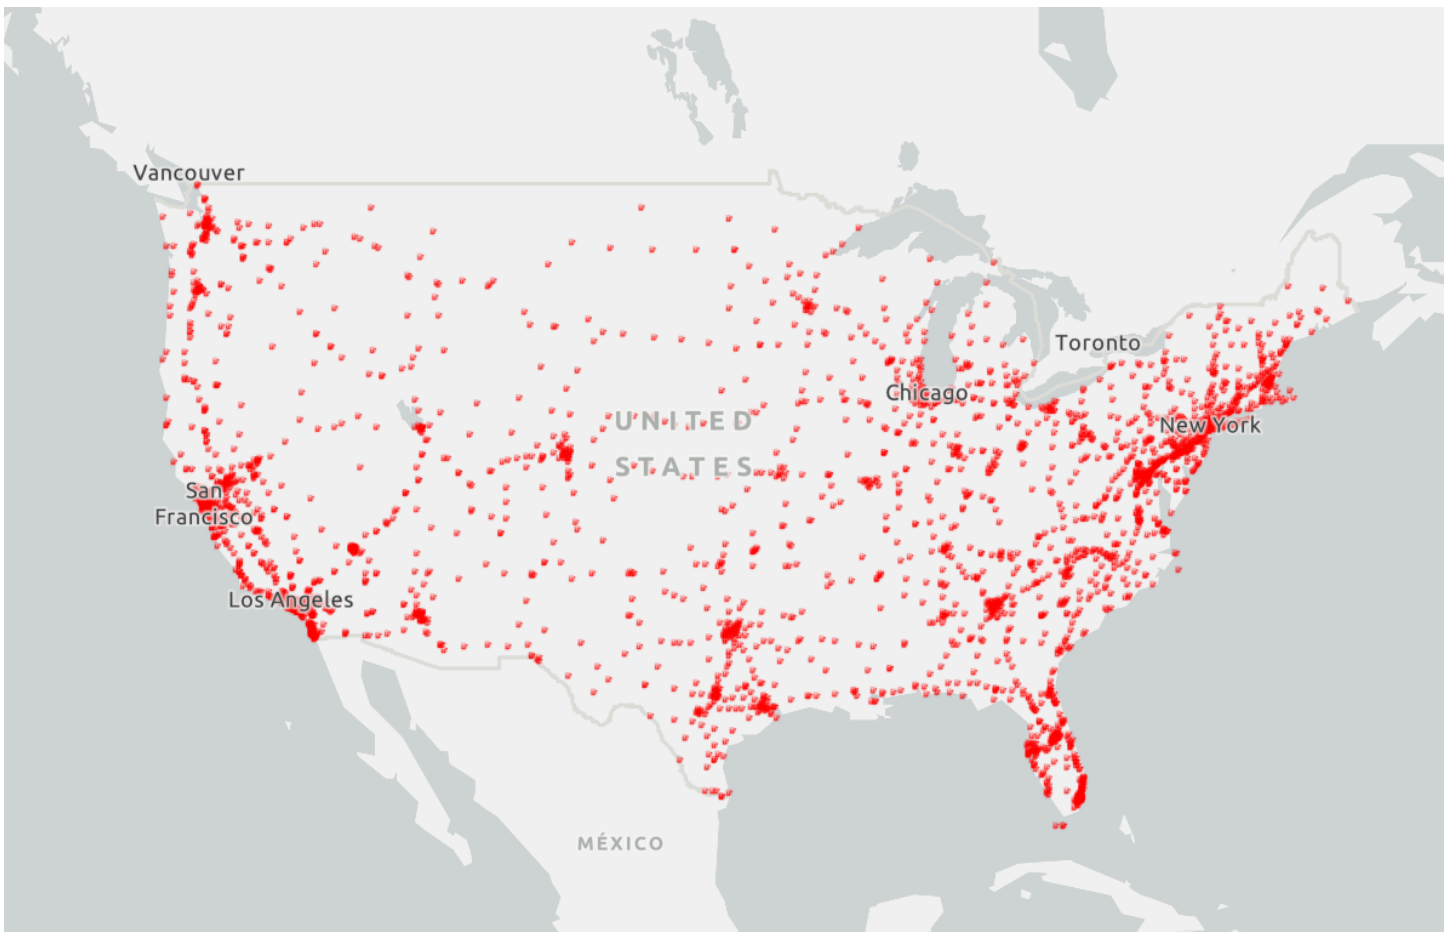 Vancouver
Toronto
Chicago
UNITED
STATES
New York
San
Francisco
Los Angeles
MÉXICO